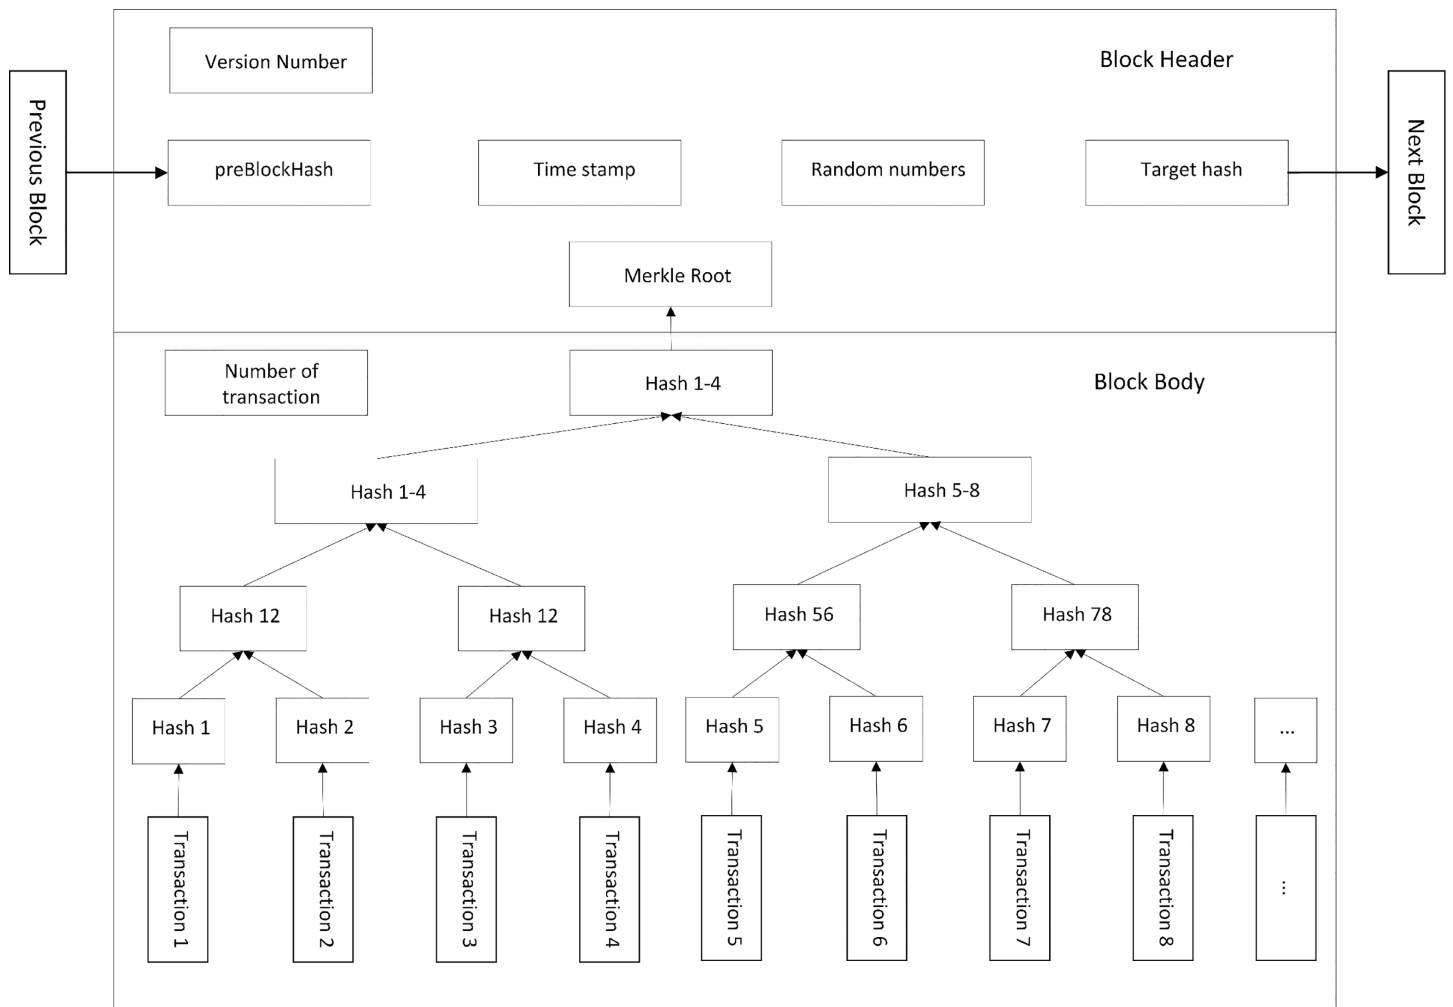 Version Number
Block Header
Previous Block
preBlockHash
Time stamp
Random numbers
Target hash
Next Block
Merkle Root
Number of
transaction
Hash 1-4
Block Body
Hash 1-4
Hash 5-8
Hash 12
Hash 12
Hash 56
Hash 78
Hash 1
Hash 2
Hash 3
Hash 4
Hash 5
Hash 6
Hash 7
Hash 8
...
Transaction 1
Transaction 2
Transaction 3
Transaction 4
Transaction 5
Transaction 6
Transaction 7
Transaction 8
...